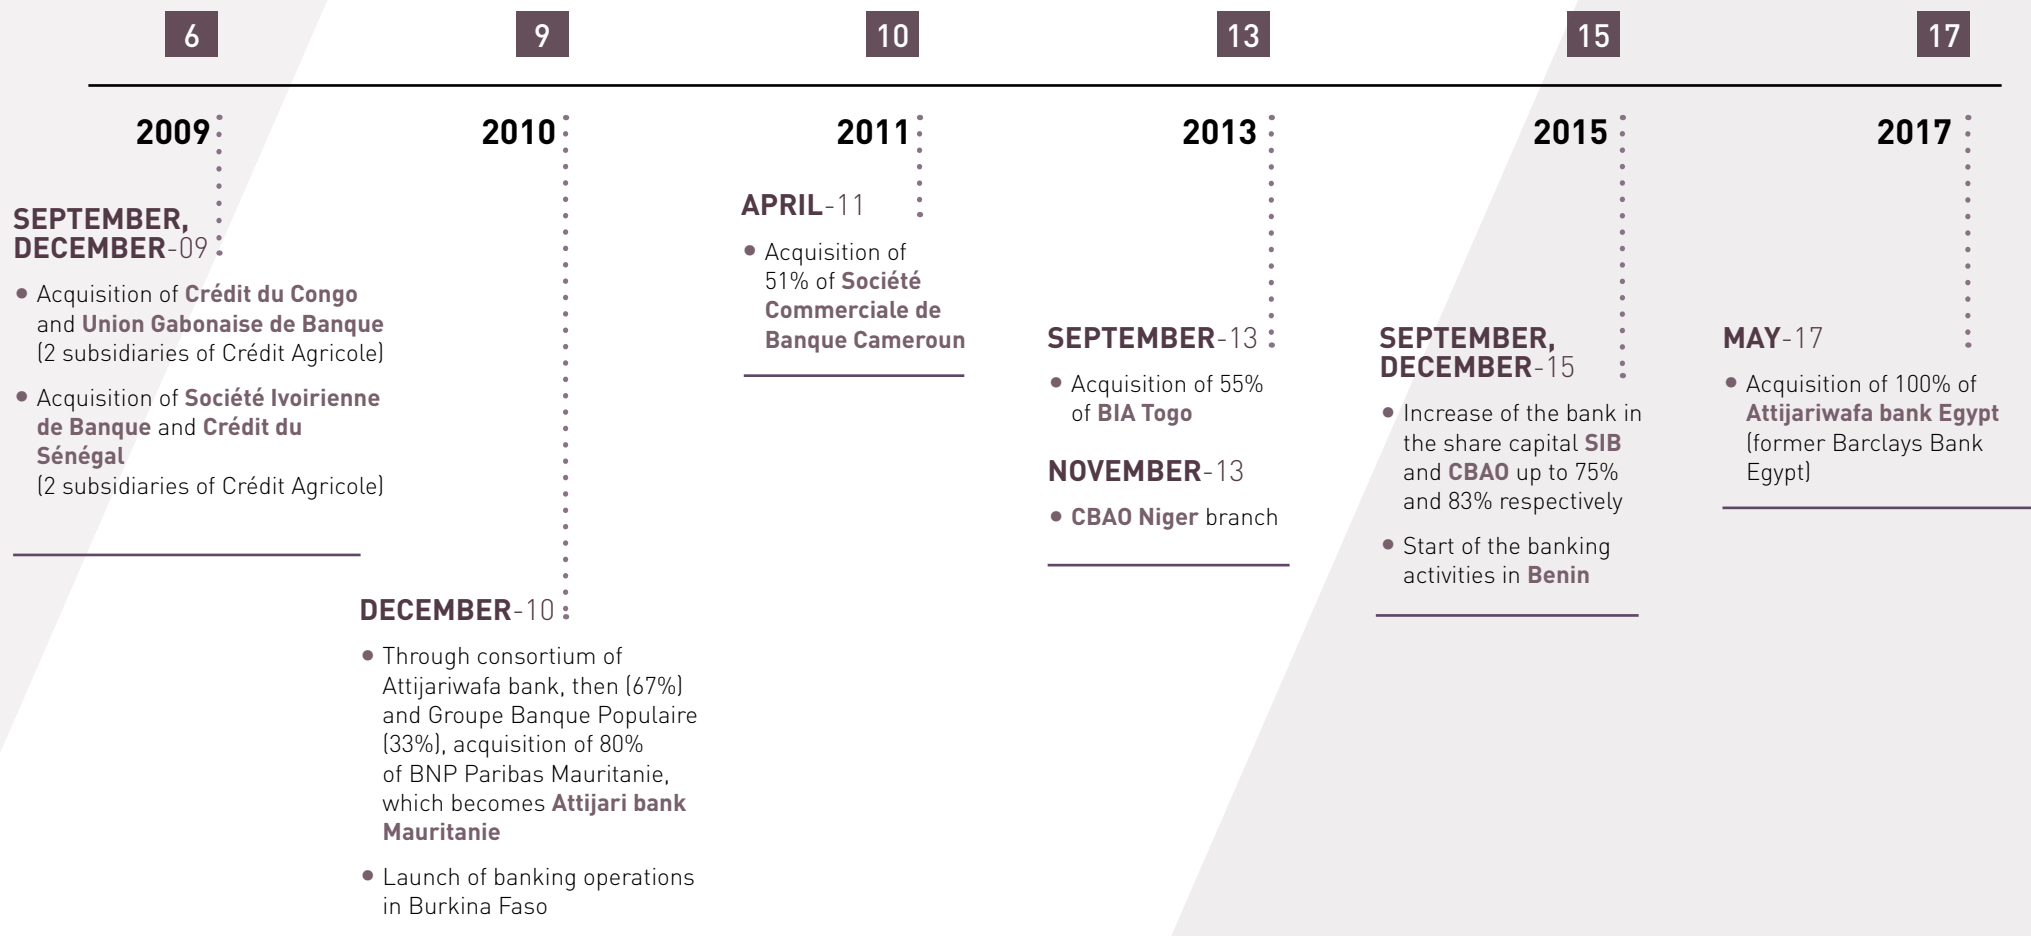 6
9
10
13
15
17
2009
2010
2011
2013
2015
2017
SEPTEMBER,
DECEMBER-09
• Acquisition of Crédit du Congo
and Union Gabonaise de Banque
(2 subsidiaries of Crédit Agricole)
• Acquisition of Société Ivoirienne
de Banque and Crédit du
Sénégal
(2 subsidiaries of Crédit Agricole)
DECEMBER-10
• Through consortium of
Attijariwafa bank, then (67%)
and Groupe Banque Populaire
(33%), acquisition of 80%
of BNP Paribas Mauritanie,
which becomes Attijari bank
Mauritanie
• Launch of banking operations
in Burkina Faso
APRIL-11
• Acquisition of
51% of Société
Commerciale de
Banque Cameroun
SEPTEMBER-13
• Acquisition of 55%
of BIA Togo
NOVEMBER-13
• CBAO Niger branch
SEPTEMBER,
DECEMBER-15
• Increase of the bank in
the share capital SIB
and CBAO up to 75%
and 83% respectively
• Start of the banking
activities in Benin
MAY-17
• Acquisition of 100% of
Attijariwafa bank Egypt
(former Barclays Bank
Egypt)